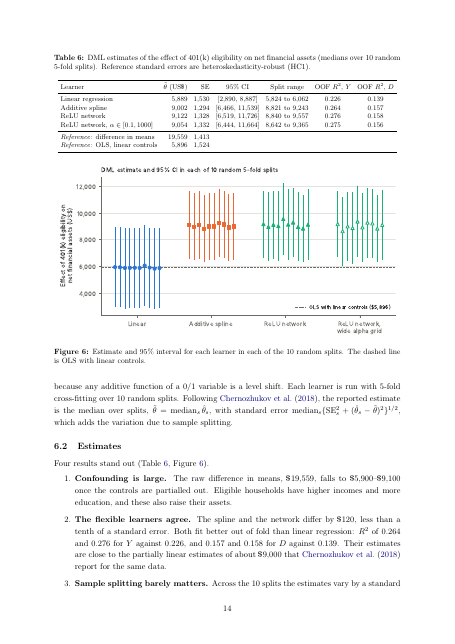 Table 6: DML estimates of the effect of 401(k) eligibility on net financial assets (medians over 10 random
5-fold splits). Reference standard errors are heteroskedasticity-robust (HC1).
Learner θ̃ (US$) SE 95% CI Split range OOF R², Y OOF R², D
Linear regression 5,889 1,530 [2,890, 8,887] 5,824 to 6,062 0.226 0.139
Additive spline 9,002 1,294 [6,466, 11,539] 8,821 to 9,243 0.264 0.157
ReLU network 9,122 1,328 [6,519, 11,726] 8,840 to 9,557 0.276 0.158
ReLU network, α ∈ [0.1, 1000] 9,054 1,332 [6,444, 11,664] 8,642 to 9,365 0.275 0.156
Reference: difference in means 19,559 1,413
Reference: OLS, linear controls 5,896 1,524
DML estimate and 95% CI in each of 10 random 5-fold splits
Effect of 401(k) eligibility on
net financial assets (US$)
12,000
10,000
8,000
6,000
4,000
OLS with linear controls ($5,896)
Linear Additive spline ReLU network ReLU network,
wide alpha grid
Figure 6: Estimate and 95% interval for each learner in each of the 10 random splits. The dashed line
is OLS with linear controls.
because any additive function of a 0/1 variable is a level shift. Each learner is run with 5-fold
cross-fitting over 10 random splits. Following Chernozhukov et al. (2018), the reported estimate
is the median over splits, θ̃ = medianₛ θ̂ₛ, with standard error medianₛ{SE²ₛ + (θ̂ₛ − θ̃)²}^{1/2},
which adds the variation due to sample splitting.
6.2 Estimates
Four results stand out (Table 6, Figure 6).
1. Confounding is large. The raw difference in means, $19,559, falls to $5,900–$9,100
once the controls are partialled out. Eligible households have higher incomes and more
education, and these also raise their assets.
2. The flexible learners agree. The spline and the network differ by $120, less than a
tenth of a standard error. Both fit better out of fold than linear regression: R² of 0.264
and 0.276 for Y against 0.226, and 0.157 and 0.158 for D against 0.139. Their estimates
are close to the partially linear estimates of about $9,000 that Chernozhukov et al. (2018)
report for the same data.
3. Sample splitting barely matters. Across the 10 splits the estimates vary by a standard
14